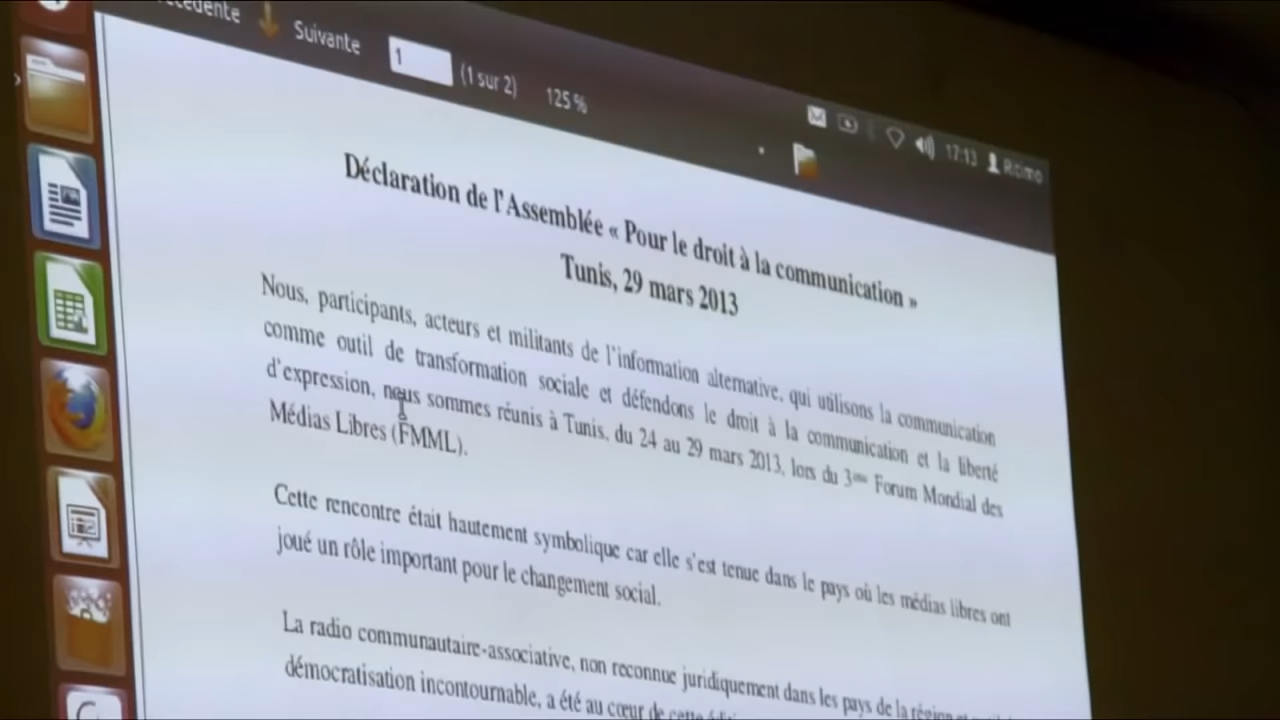 Suivante 1 (1 sur 2) 125 %
17:13
Déclaration de l'Assemblée « Pour le droit à la communication »
Tunis, 29 mars 2013
Nous, participants, acteurs et militants de l'information alternative, qui utilisons la communication
comme outil de transformation sociale et défendons le droit à la communication et la liberté
d'expression, nous sommes réunis à Tunis, du 24 au 29 mars 2013, lors du 3ème Forum Mondial des
Médias Libres (FMML).
Cette rencontre était hautement symbolique car elle s'est tenue dans le pays où les médias libres ont
joué un rôle important pour le changement social.
La radio communautaire-associative, non reconnue juridiquement dans les pays de la région et
démocratisation incontournable, a été au cœur de cette